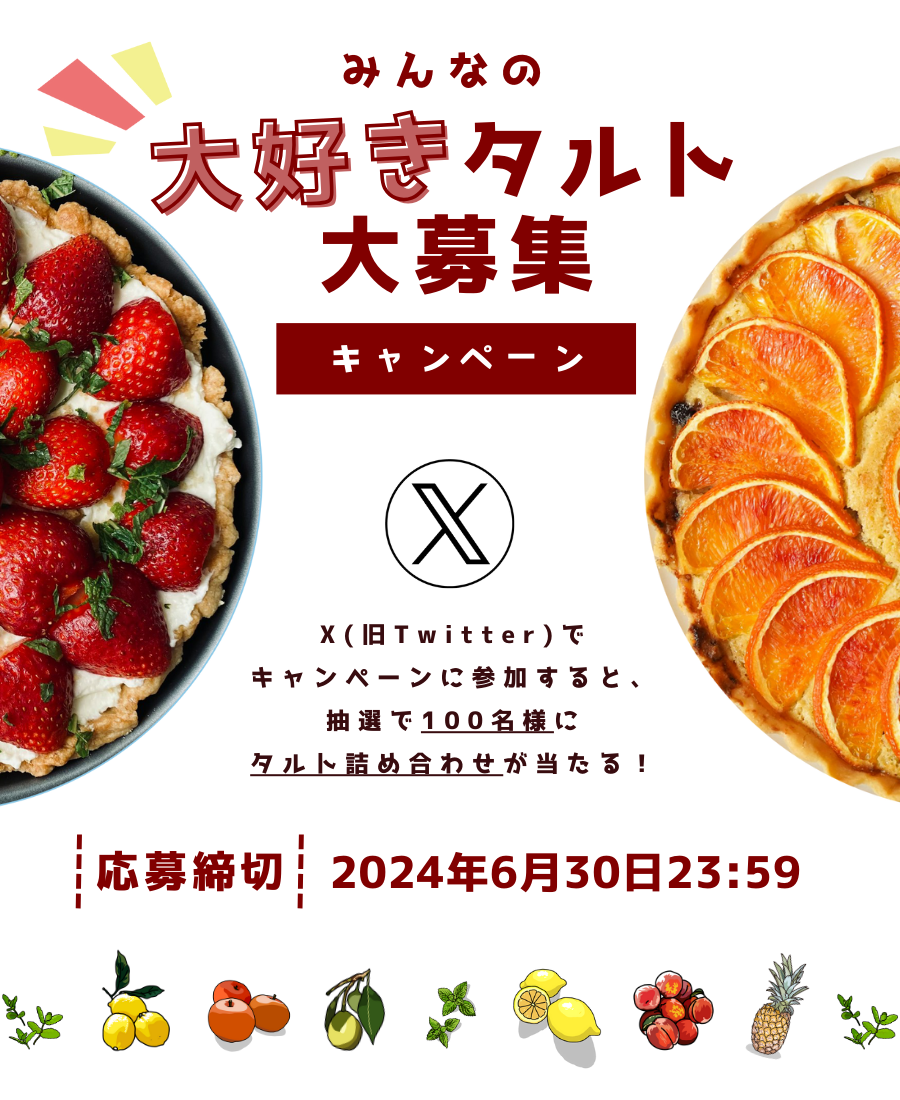 みんなの
大好きタルト
大募集
キャンペーン
X(旧Twitter)で
キャンペーンに参加すると、
抽選で100名様に
タルト詰め合わせが当たる！
応募締切 2024年6月30日23:59